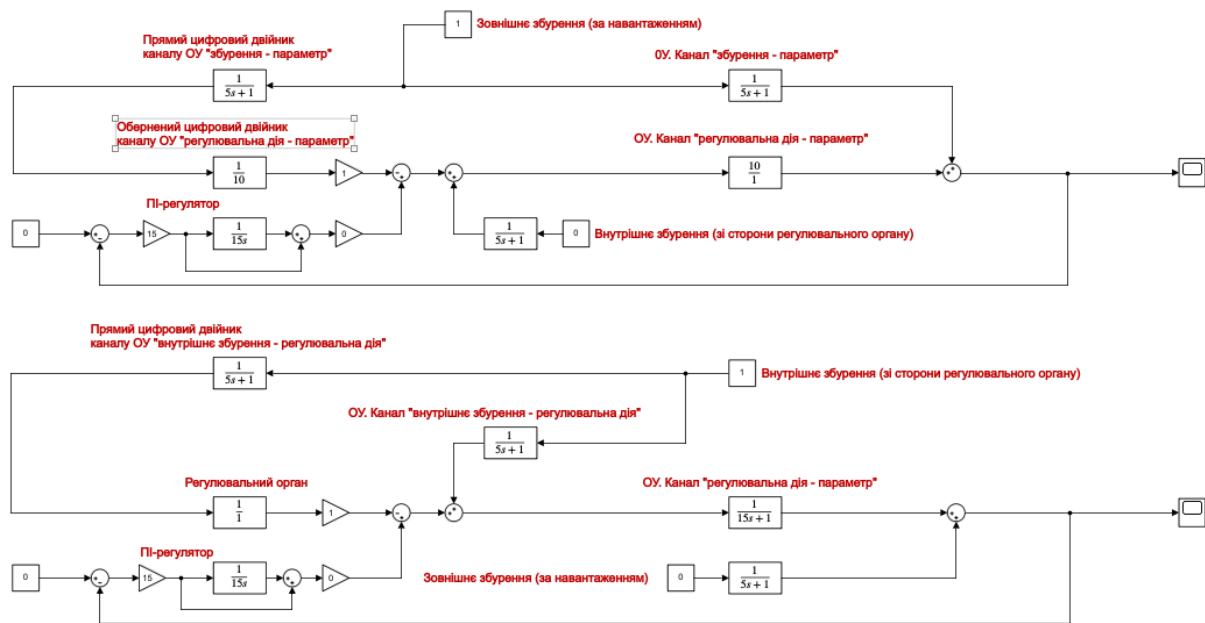 1
Зовнішнє збурення (за навантаженням)
Прямий цифровий двійник
каналу ОУ "збурення - параметр"
0У. Канал "збурення - параметр"
1
5s + 1
1
5s + 1
Обернений цифровий двійник
каналу ОУ "регулювальна дія - параметр"
ОУ. Канал "регулювальна дія - параметр"
1
10
1
10
1
ПІ-регулятор
0
15
1
15s
0
1
5s + 1
0
Внутрішнє збурення (зі сторони регулювального органу)
Прямий цифровий двійник
каналу ОУ "внутрішнє збурення - регулювальна дія"
1
5s + 1
1
Внутрішнє збурення (зі сторони регулювального органу)
ОУ. Канал "внутрішнє збурення - регулювальна дія"
1
5s + 1
Регулювальний орган
ОУ. Канал "регулювальна дія - параметр"
1
1
1
1
15s + 1
ПІ-регулятор
0
15
1
15s
0
Зовнішнє збурення (за навантаженням)
0
1
5s + 1